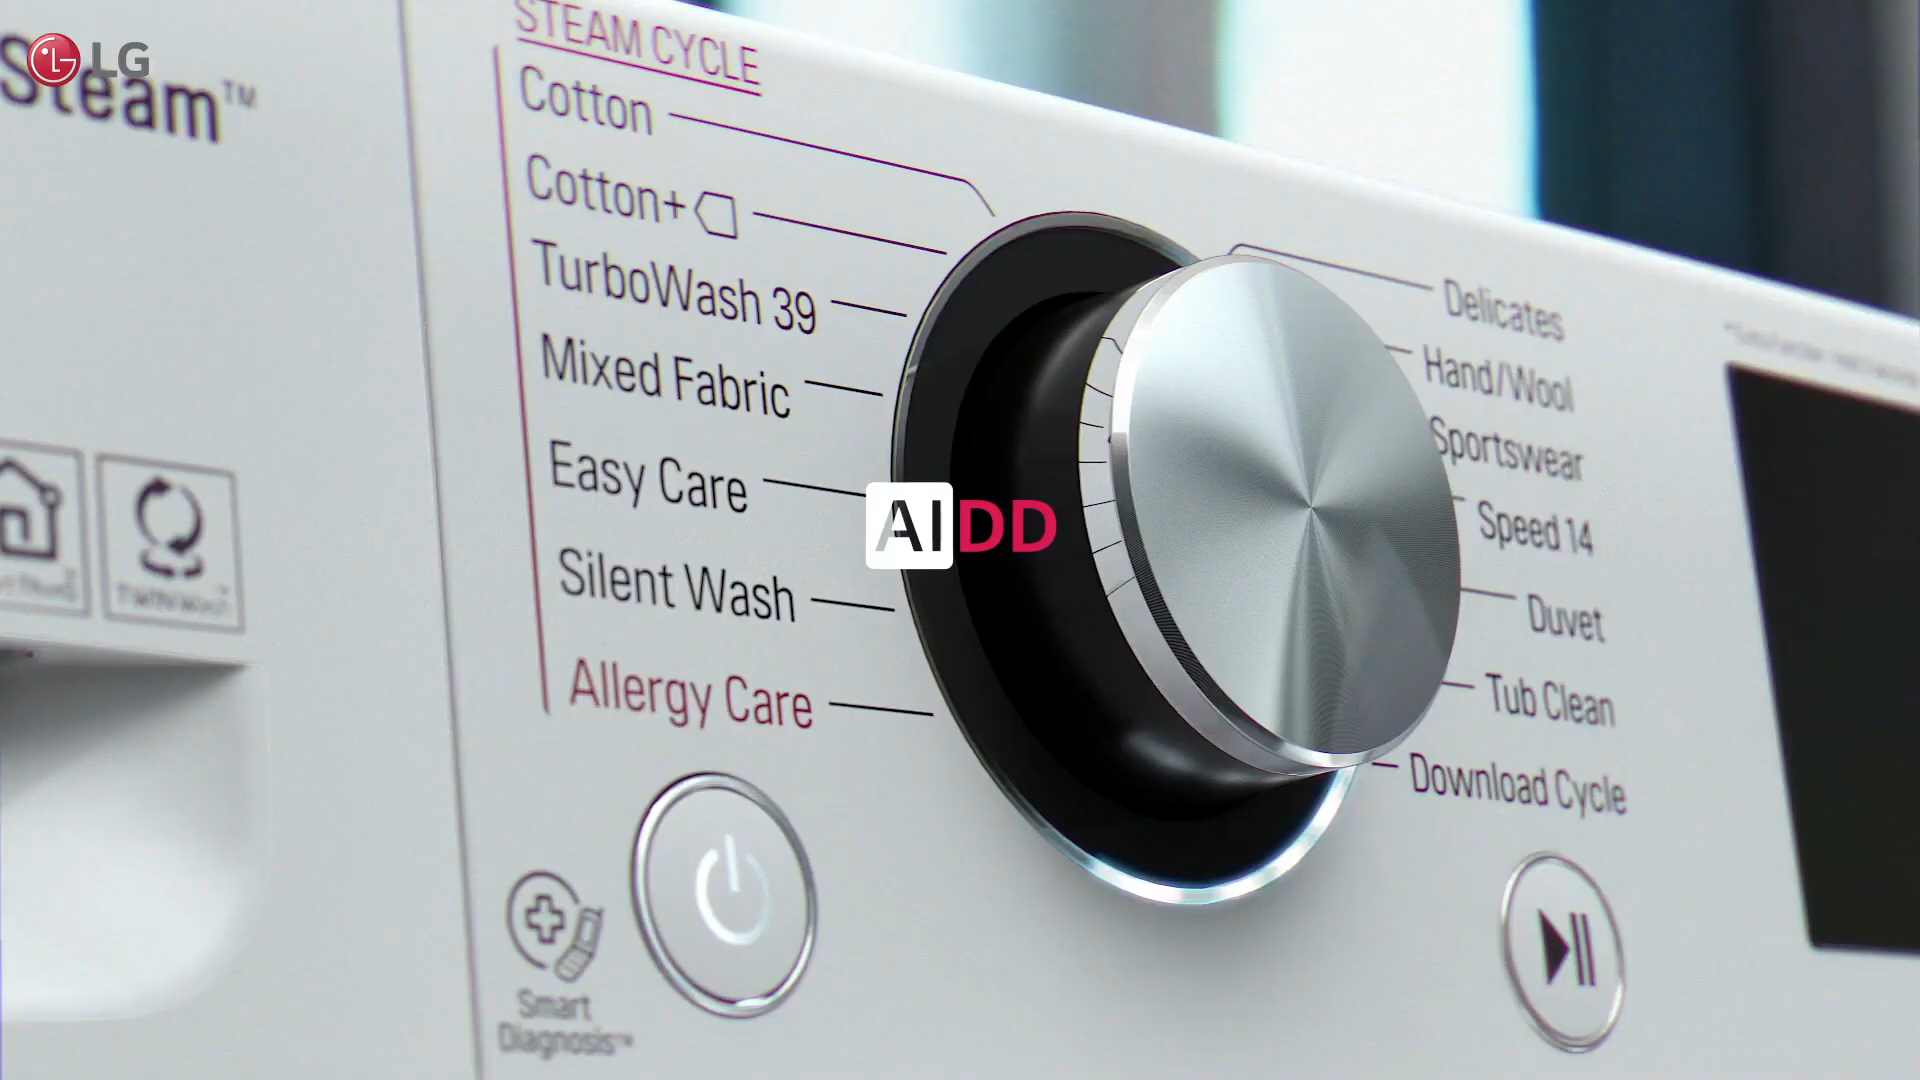 LG
Steam™
STEAM CYCLE
Cotton
Cotton+
TurboWash 39
Mixed Fabric
Easy Care
Silent Wash
Allergy Care
AIDD
Delicates
Hand/Wool
Sportswear
Speed 14
Duvet
Tub Clean
Download Cycle
Smart
Diagnosis™